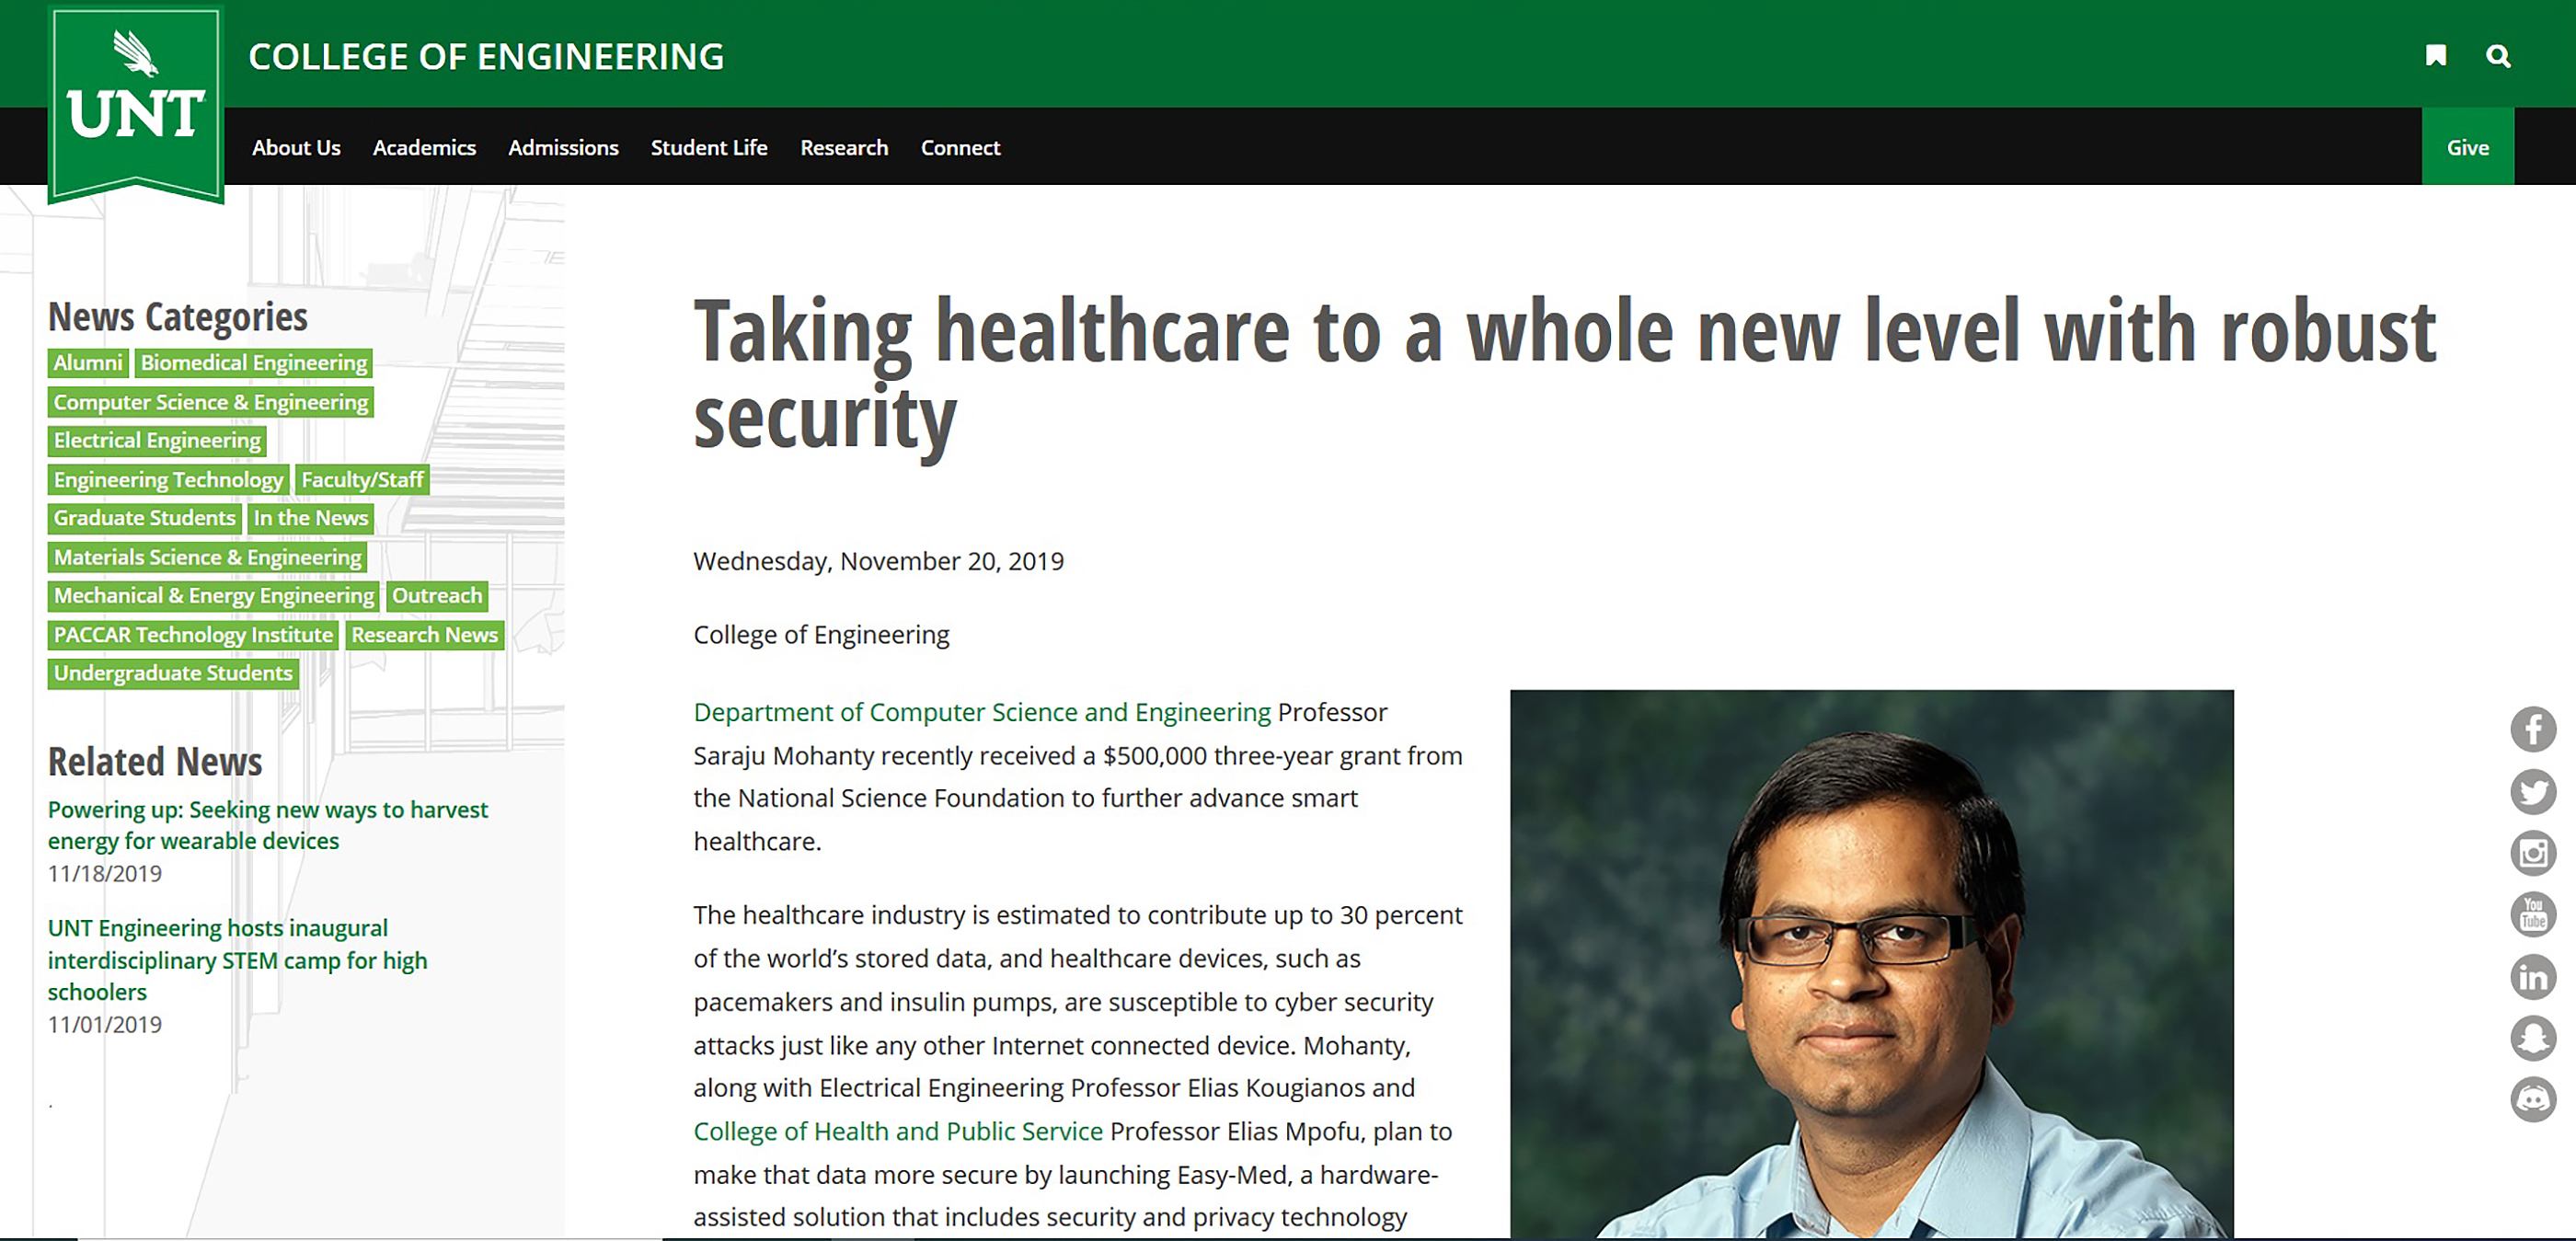 UNT
COLLEGE OF ENGINEERING
About Us Academics Admissions Student Life Research Connect Give
News Categories
Alumni Biomedical Engineering
Computer Science & Engineering
Electrical Engineering
Engineering Technology Faculty/Staff
Graduate Students In the News
Materials Science & Engineering
Mechanical & Energy Engineering Outreach
PACCAR Technology Institute Research News
Undergraduate Students
Related News
Powering up: Seeking new ways to harvest
energy for wearable devices
11/18/2019
UNT Engineering hosts inaugural
interdisciplinary STEM camp for high
schoolers
11/01/2019
.
Taking healthcare to a whole new level with robust
security
Wednesday, November 20, 2019
College of Engineering
Department of Computer Science and Engineering Professor
Saraju Mohanty recently received a $500,000 three-year grant from
the National Science Foundation to further advance smart
healthcare.
The healthcare industry is estimated to contribute up to 30 percent
of the world’s stored data, and healthcare devices, such as
pacemakers and insulin pumps, are susceptible to cyber security
attacks just like any other Internet connected device. Mohanty,
along with Electrical Engineering Professor Elias Kougianos and
College of Health and Public Service Professor Elias Mpofu, plan to
make that data more secure by launching Easy-Med, a hardware-
assisted solution that includes security and privacy technology
You
Tube
in